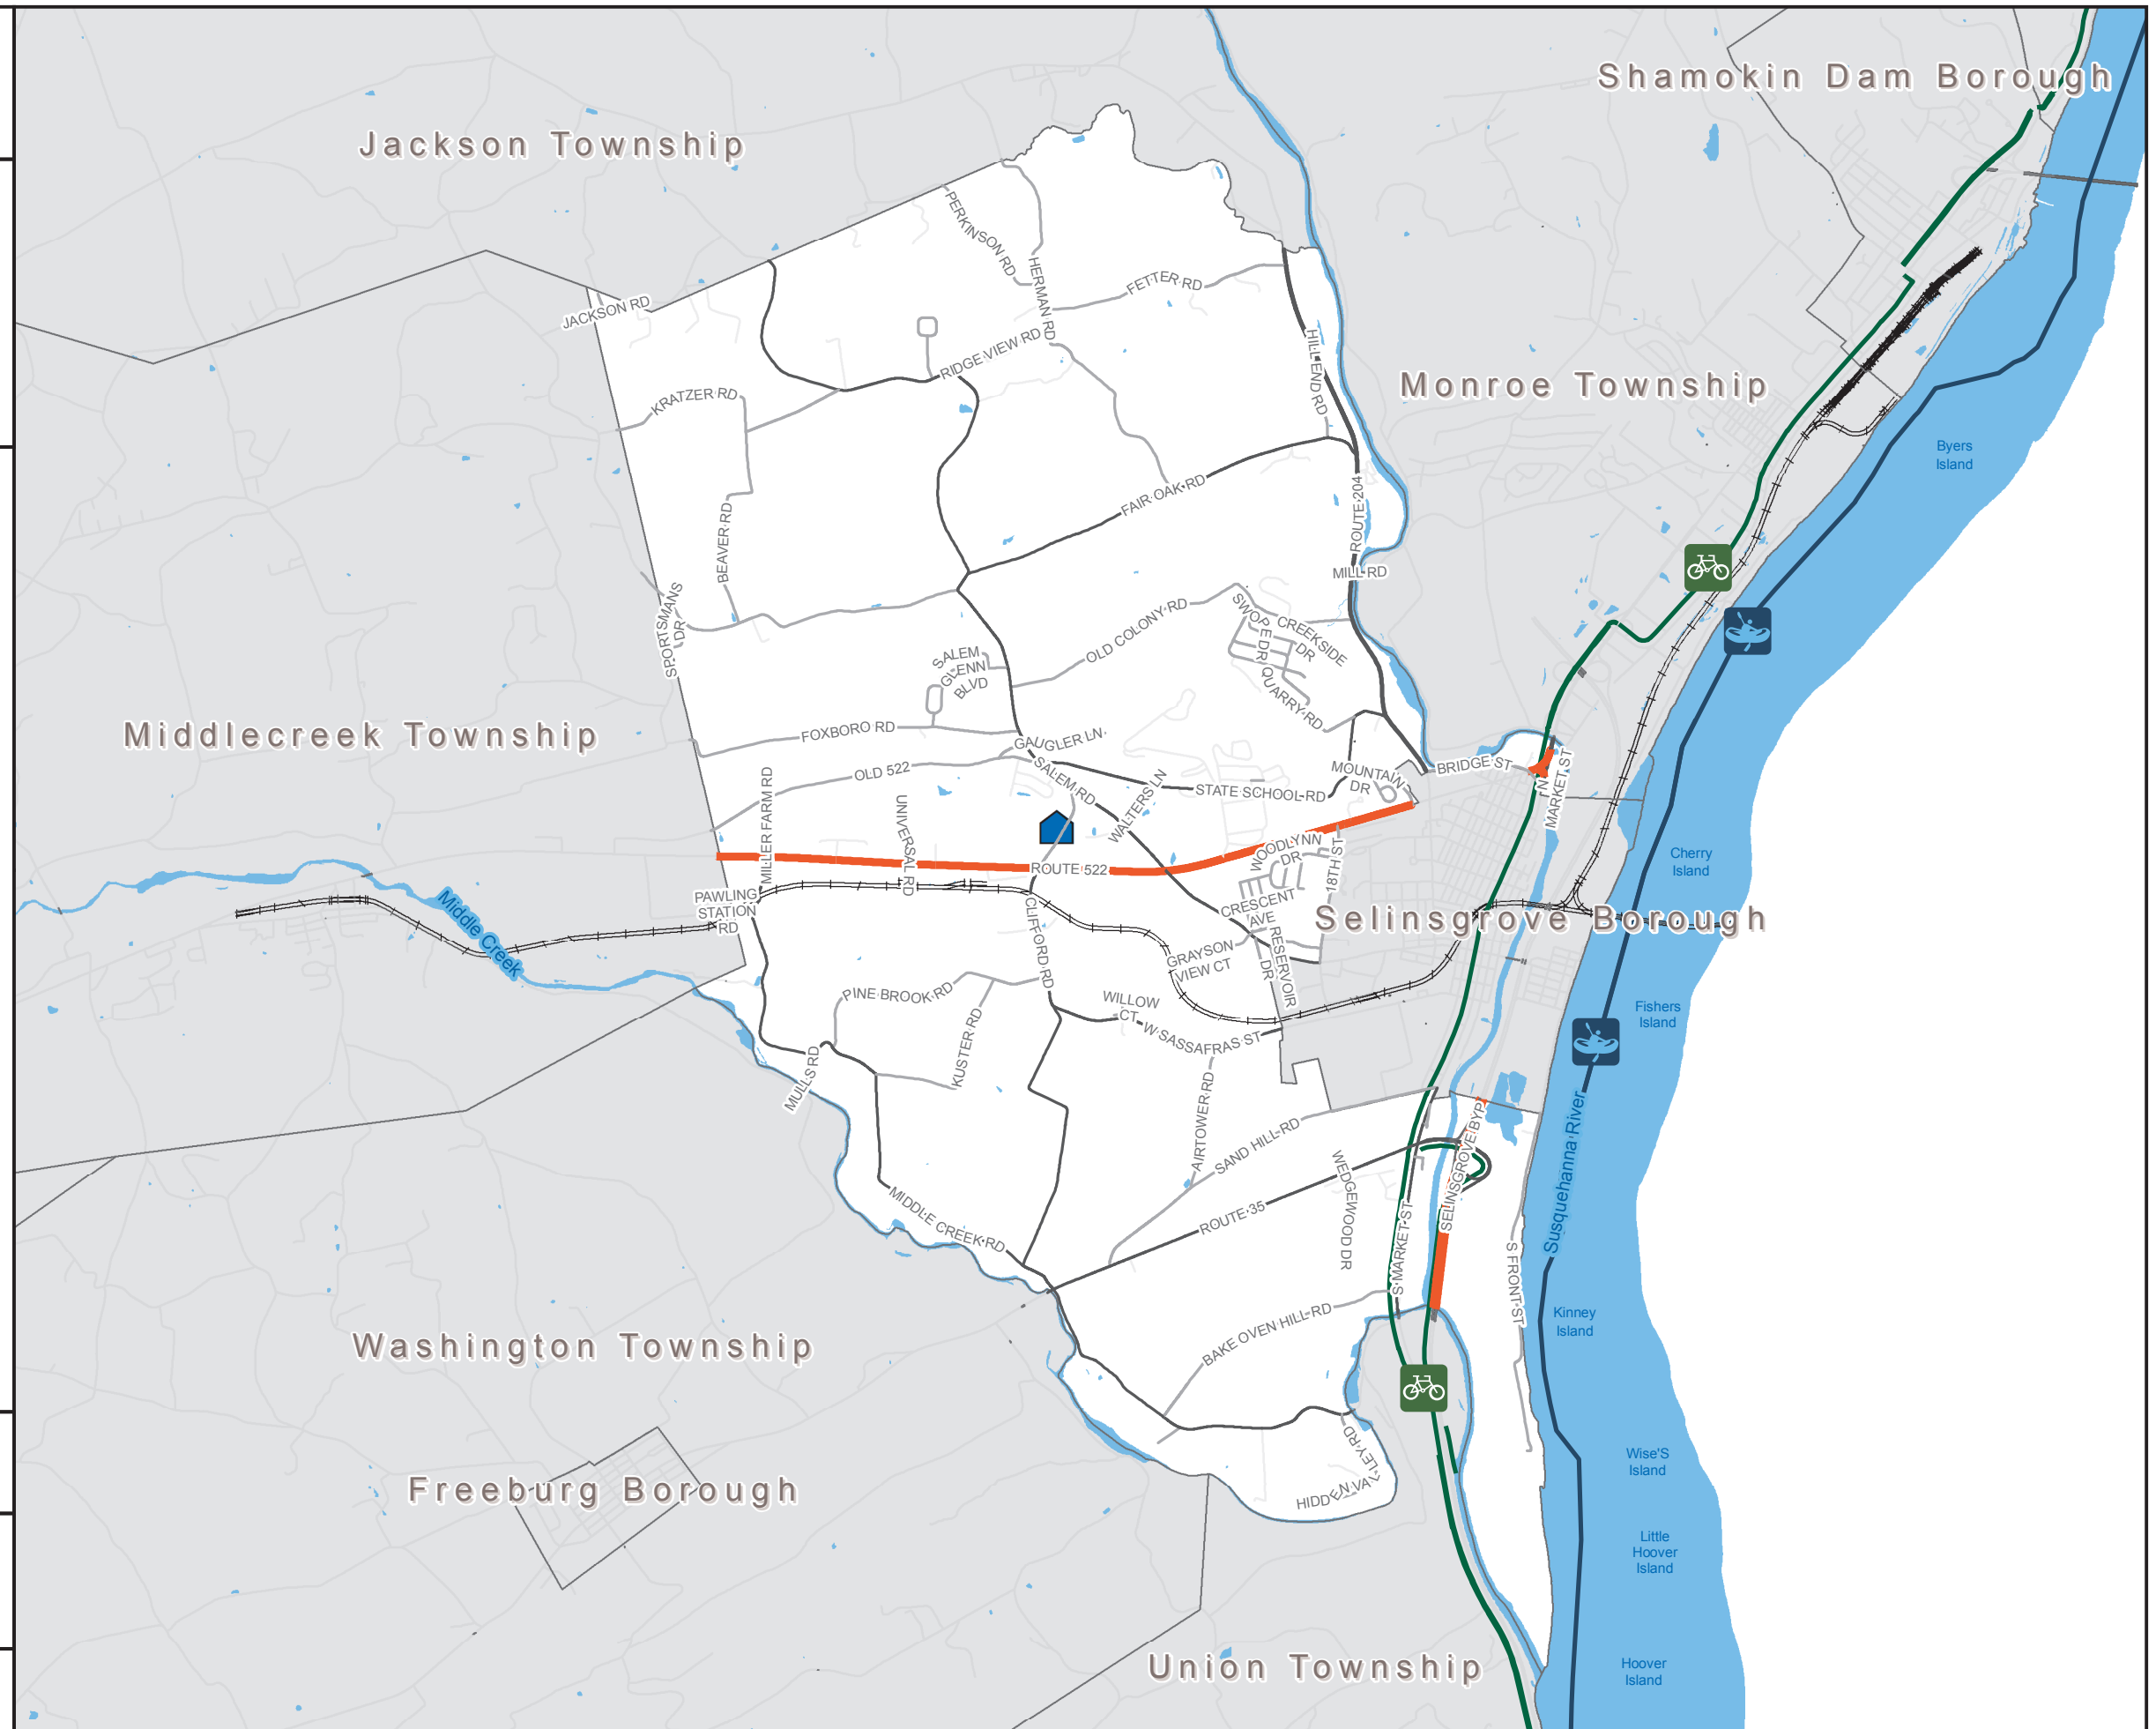 Shamokin Dam Borough
Jackson Township
PERKINSON RD
HERMAN RD
FETTER RD
JACKSON RD
RIDGE VIEW RD
HILLEND RD
Monroe Township
KRATZER RD
Byers
Island
FAIR OAK RD
ROUTE 204
BEAVER RD
MILL RD
SPORTSMANS
DR
OLD COLONY RD
SWOPE DR
CREEKSIDE
DR
SALEM
GLENN
BLVD
QUARRY RD
Middlecreek Township
FOXBORO RD
GAUGLER LN
OLD 522
SALEM RD
MOUNTAIN
DR
BRIDGE ST
N
MARKET ST
STATE SCHOOL RD
WALTERS LN
MILLER FARM RD
UNIVERSAL RD
WOODLYNN
DR
18TH ST
ROUTE 522
Cherry
Island
PAWLING
STATION
RD
Middle Creek
CLIFFORD RD
CRESCENT
AVE
Selinsgrove Borough
GRAYSON
VIEW CT
RESERVOIR
DR
PINE BROOK RD
WILLOW
CT
W SASSAFRAS ST
Fishers
Island
KUSTER RD
MULLS RD
AIRTOWER RD
SAND HILL RD
SELINSGROVE BYP
Susquehanna River
WEDGEWOOD DR
MIDDLE CREEK RD
ROUTE 35
S MARKET ST
S FRONT ST
Kinney
Island
BAKE OVEN HILL RD
Washington Township
Wise'S
Island
Freeburg Borough
HIDDEN VALLEY RD
Little
Hoover
Island
Union Township
Hoover
Island